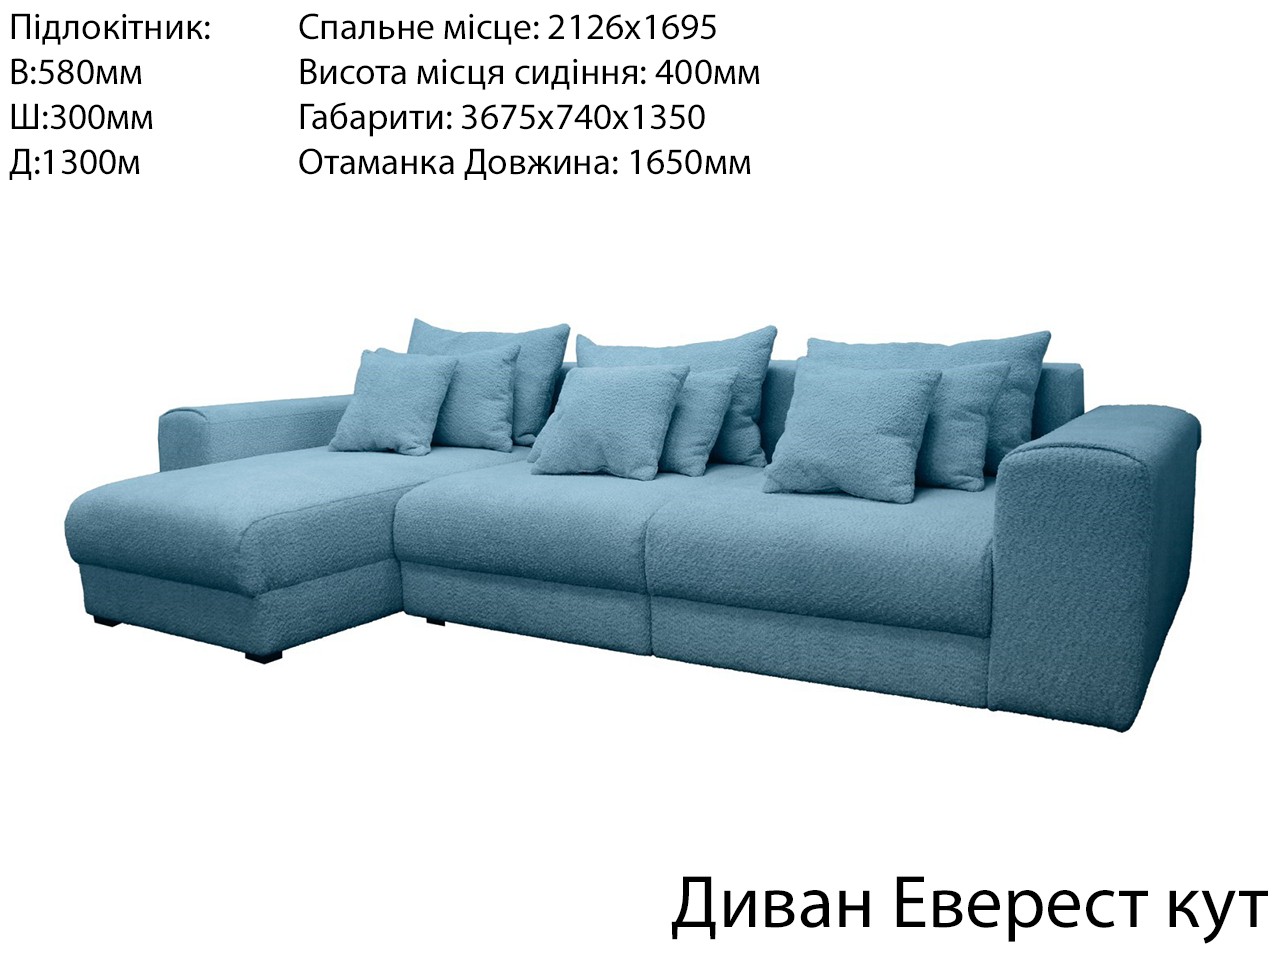 Підлокітник:
В:580мм
Ш:300мм
Д:1300м
Спальне місце: 2126х1695
Висота місця сидіння: 400мм
Габарити: 3675х740х1350
Отаманка Довжина: 1650мм
Диван Еверест кут